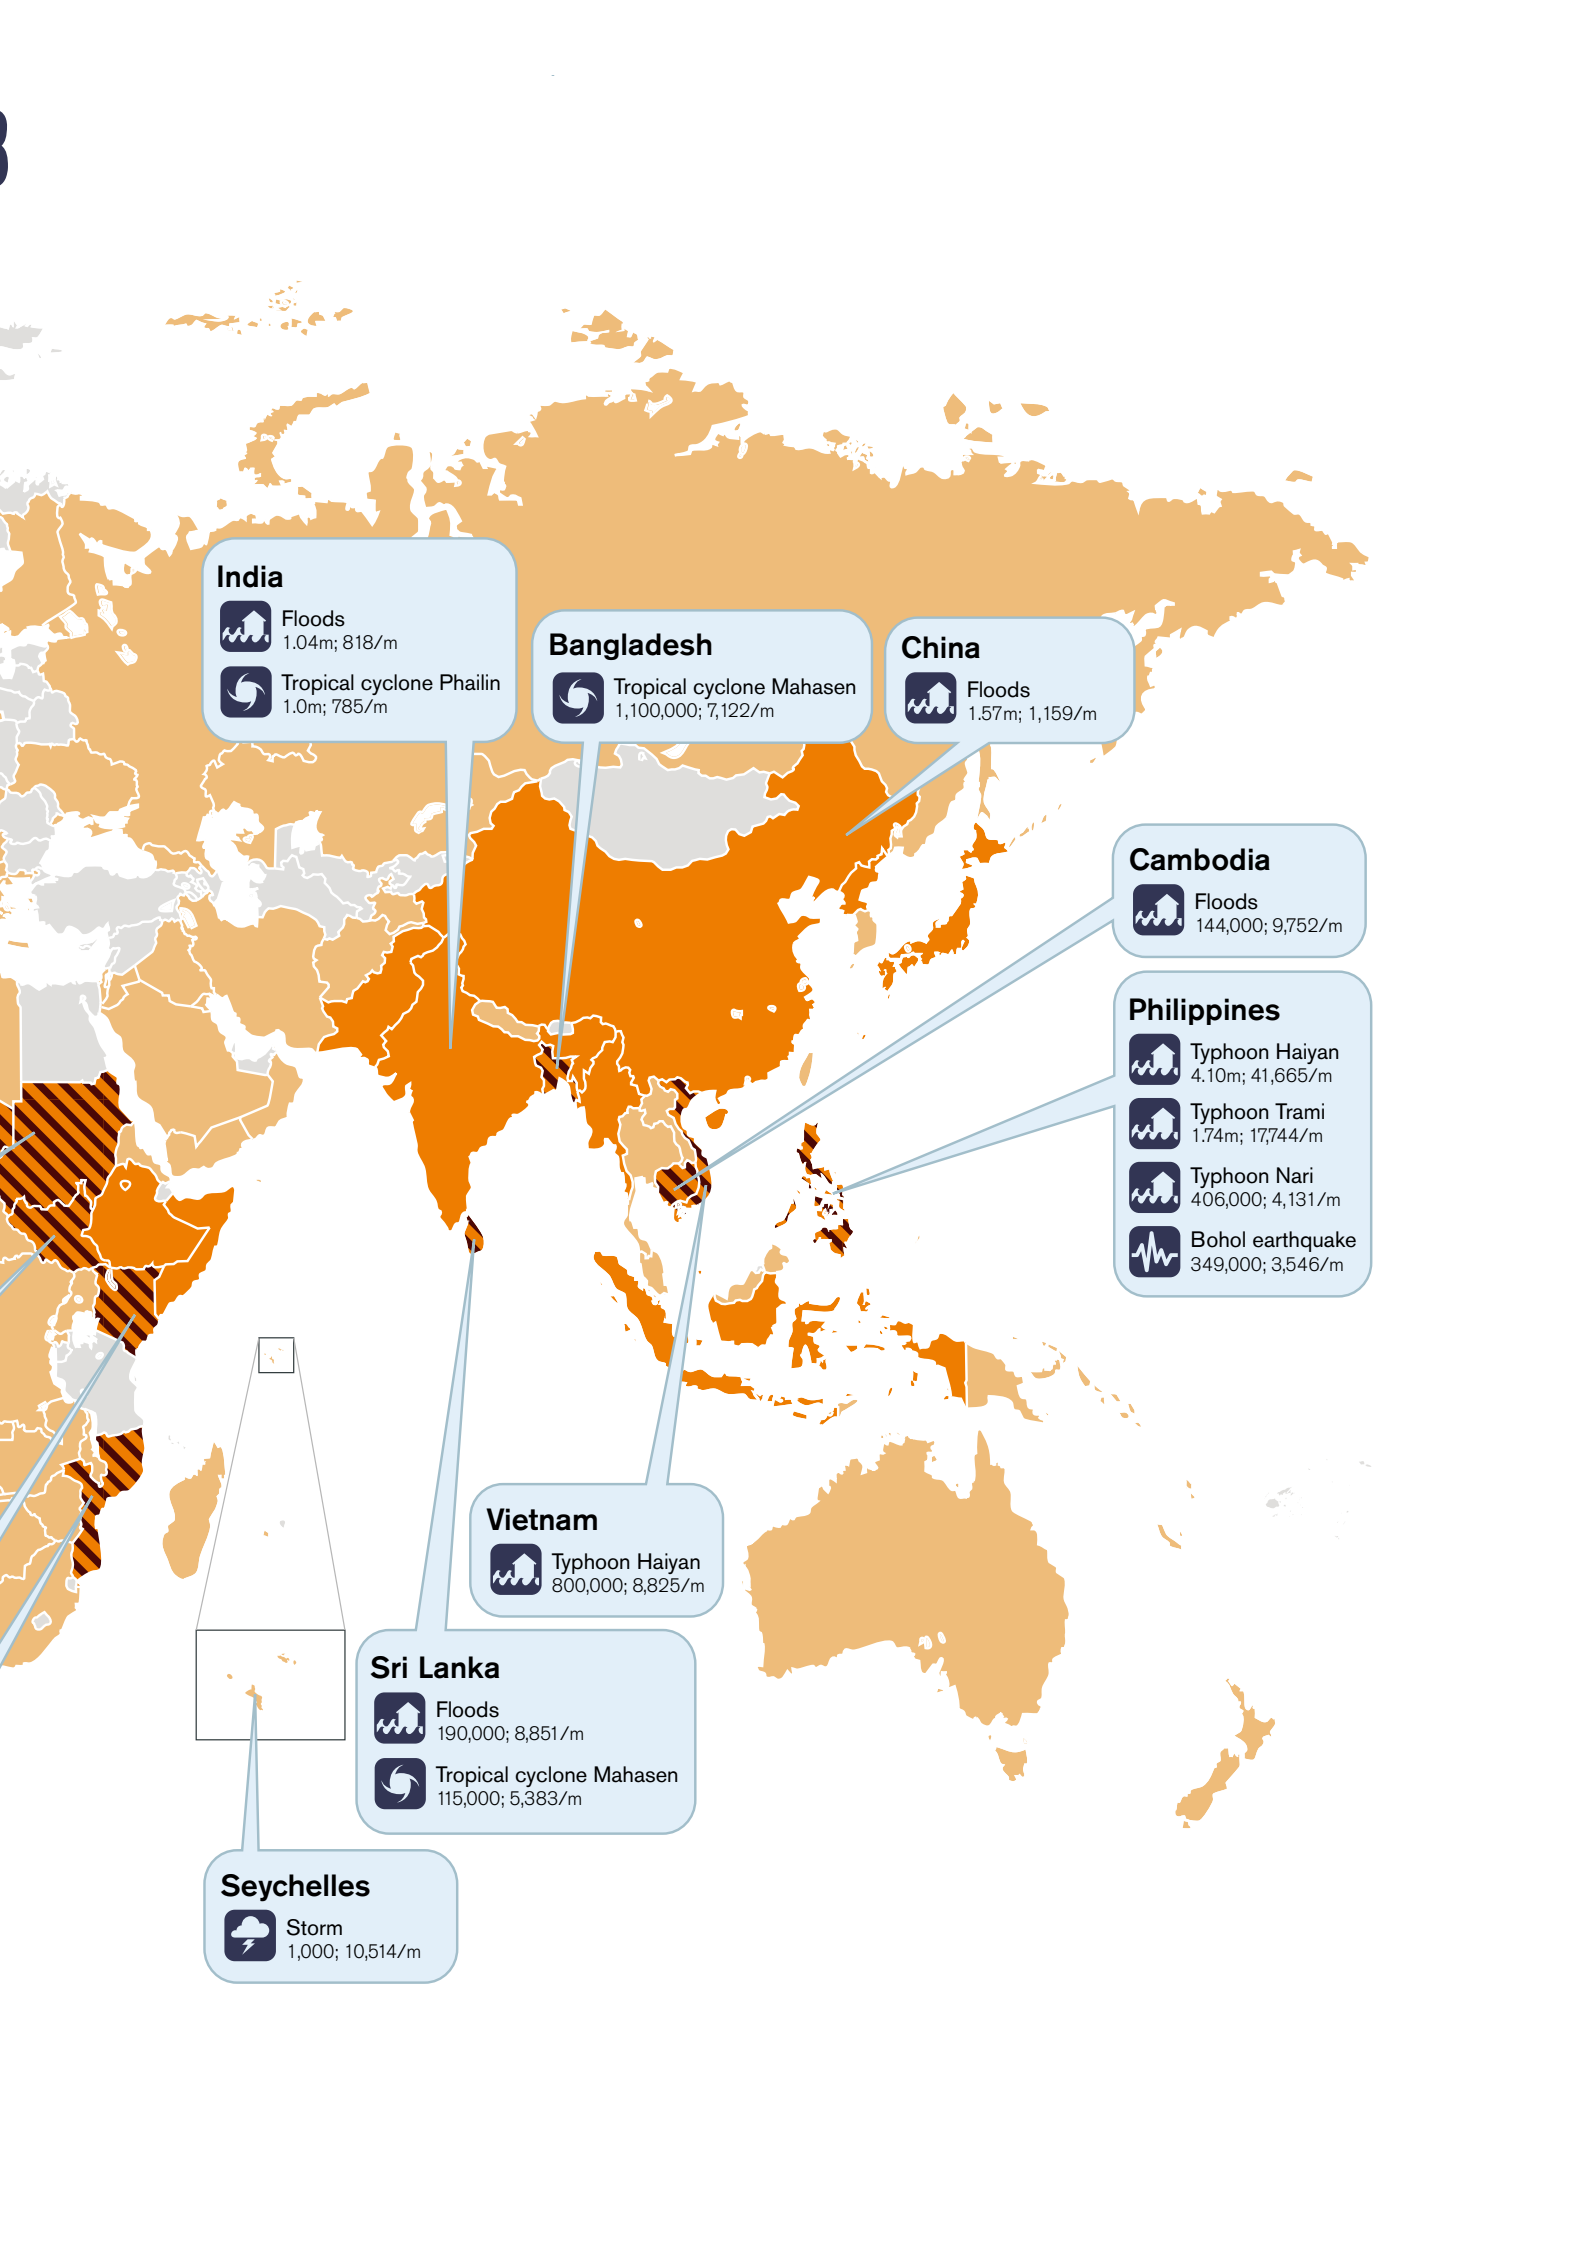 India
Floods
1.04m; 818/m
Tropical cyclone Phailin
1.0m; 785/m
Bangladesh
Tropical cyclone Mahasen
1,100,000; 7,122/m
China
Floods
1.57m; 1,159/m
Cambodia
Floods
144,000; 9,752/m
Philippines
Typhoon Haiyan
4.10m; 41,665/m
Typhoon Trami
1.74m; 17,744/m
Typhoon Nari
406,000; 4,131/m
Bohol earthquake
349,000; 3,546/m
Vietnam
Typhoon Haiyan
800,000; 8,825/m
Sri Lanka
Floods
190,000; 8,851/m
Tropical cyclone Mahasen
115,000; 5,383/m
Seychelles
Storm
1,000; 10,514/m